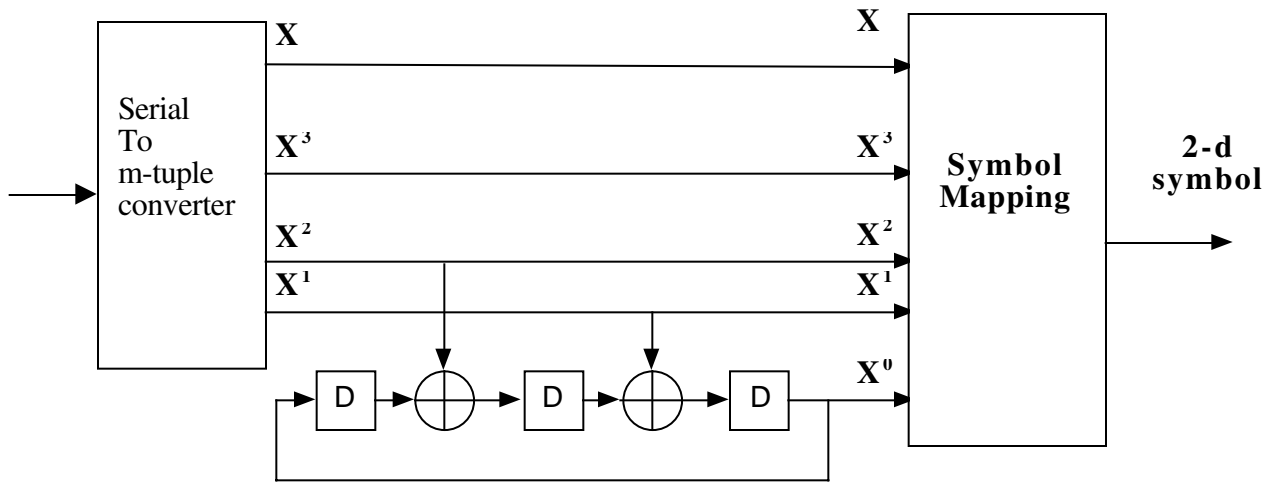 X
X
Serial
To
m-tuple
converter
X³
X³
Symbol
Mapping
2-d
symbol
X²
X²
X¹
X¹
X⁰
D
D
D